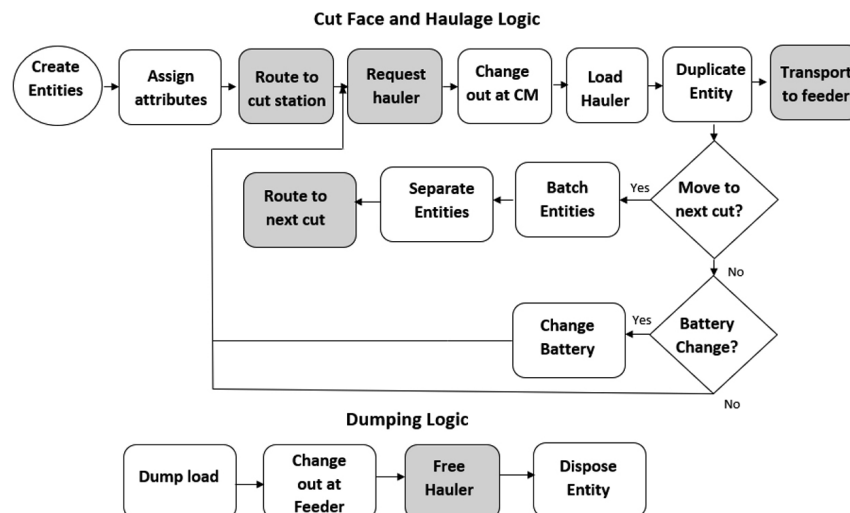 Cut Face and Haulage Logic
Create
Entities
Assign
attributes
Route to
cut station
Request
hauler
Change
out at CM
Load
Hauler
Duplicate
Entity
Transport
to feeder
Route to
next cut
Separate
Entities
Batch
Entities
Yes
Move to
next cut?
No
Change
Battery
Yes
Battery
Change?
No
Dumping Logic
Dump load
Change
out at
Feeder
Free
Hauler
Dispose
Entity